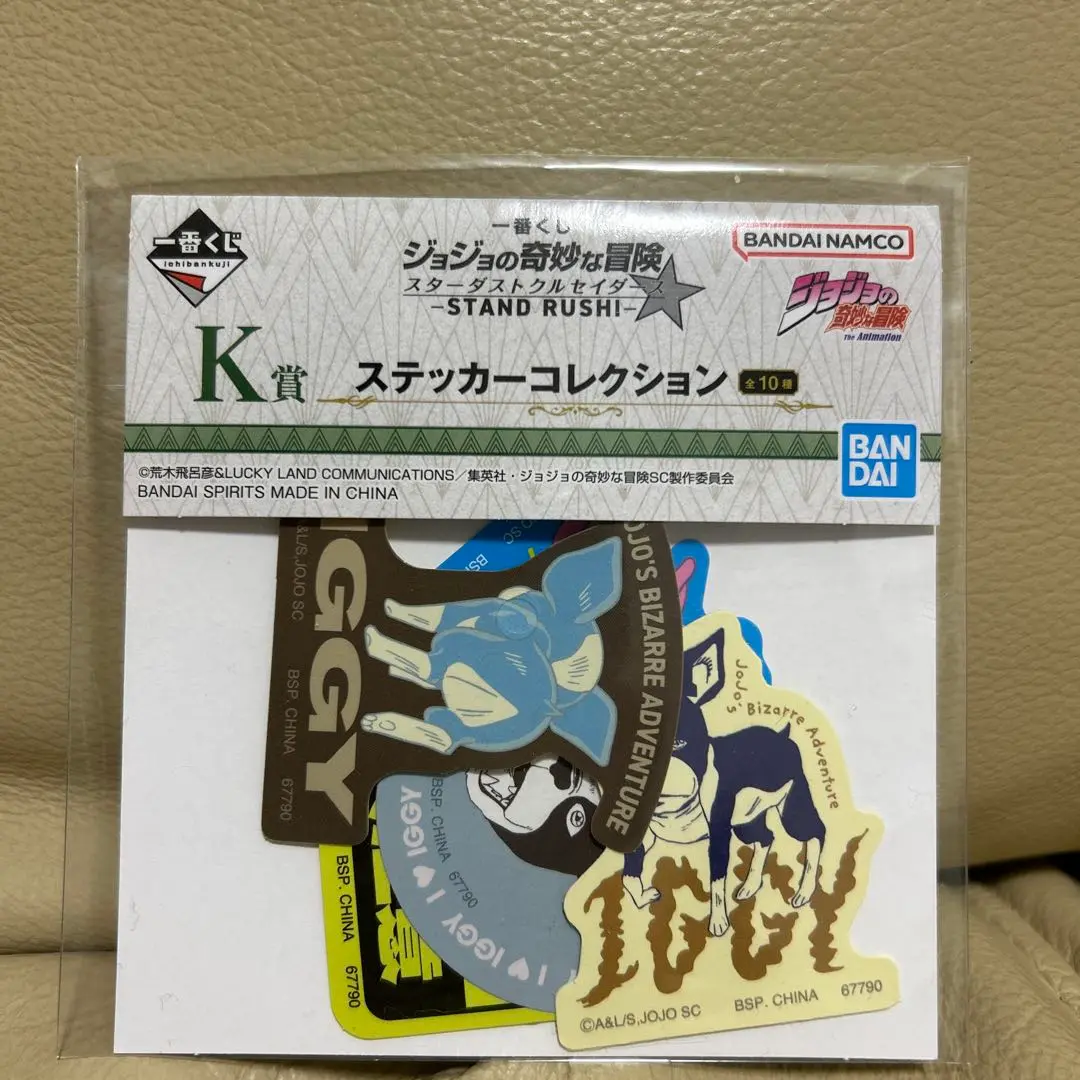 一番くじ
ichibankuji
一番くじ
ジョジョの奇妙な冒険
スターダストクルセイダース
-STAND RUSH!-
BANDAI NAMCO
ジョジョの
奇妙な冒険
The Animation
K賞
ステッカーコレクション 全10種
BAN
DAI
©荒木飛呂彦&LUCKY LAND COMMUNICATIONS／集英社・ジョジョの奇妙な冒険SC製作委員会
BANDAI SPIRITS MADE IN CHINA
IGGY
©A&L/S,JOJO SC
BSP. CHINA 67790
JOJO'S BIZARRE ADVENTURE
BSP. CHINA 67790
I ♥ IGGY I ♥ IGGY
BSP. CHINA 67790
JoJo's Bizarre Adventure
IGGY
©A&L/S,JOJO SC BSP. CHINA 67790